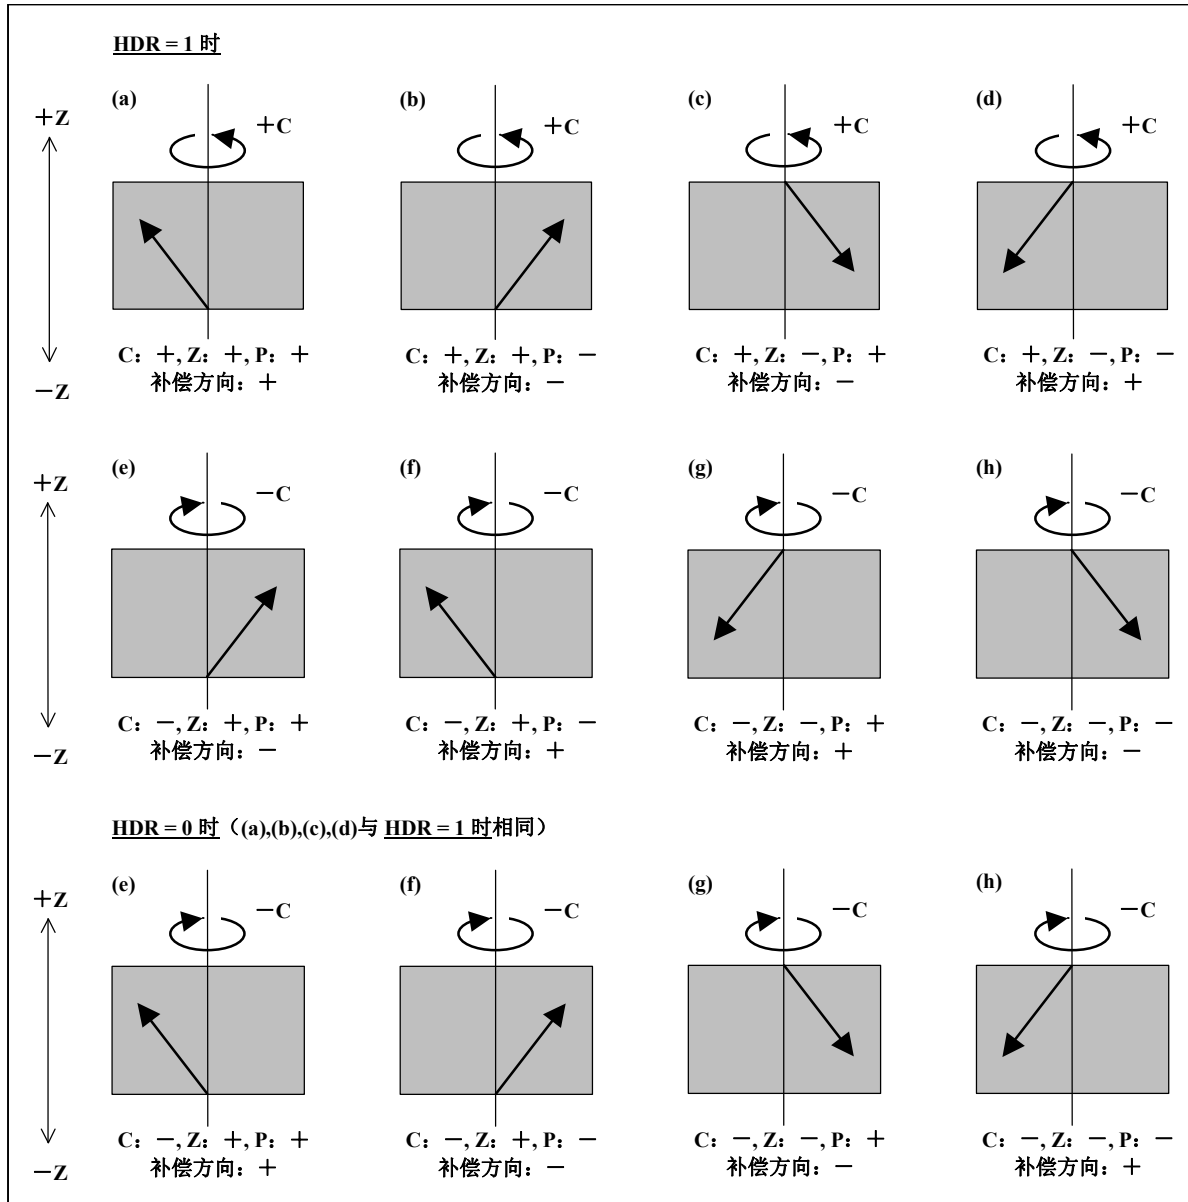 HDR = 1 时
(a) (b) (c) (d)
+Z +C +C +C +C
−Z
C：+, Z：+, P：+ C：+, Z：+, P：− C：+, Z：−, P：+ C：+, Z：−, P：−
补偿方向：+ 补偿方向：− 补偿方向：− 补偿方向：+
(e) (f) (g) (h)
+Z −C −C −C −C
−Z
C：−, Z：+, P：+ C：−, Z：+, P：− C：−, Z：−, P：+ C：−, Z：−, P：−
补偿方向：− 补偿方向：+ 补偿方向：+ 补偿方向：−
HDR = 0 时（(a),(b),(c),(d)与 HDR = 1 时相同）
(e) (f) (g) (h)
+Z −C −C −C −C
−Z
C：−, Z：+, P：+ C：−, Z：+, P：− C：−, Z：−, P：+ C：−, Z：−, P：−
补偿方向：+ 补偿方向：− 补偿方向：− 补偿方向：+